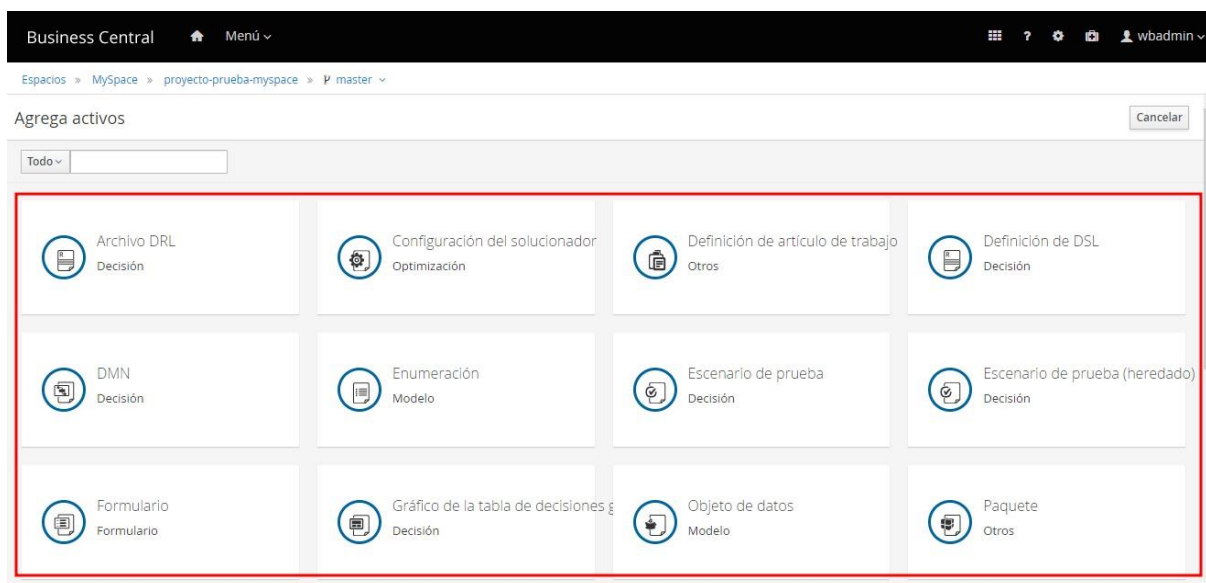 Business Central Menú ? wbadmin
Espacios » MySpace » proyecto-prueba-myspace » master
Agrega activos Cancelar
Todo
Archivo DRL
Decisión
Configuración del solucionador
Optimización
Definición de artículo de trabajo
Otros
Definición de DSL
Decisión
DMN
Decisión
Enumeración
Modelo
Escenario de prueba
Decisión
Escenario de prueba (heredado)
Decisión
Formulario
Formulario
Gráfico de la tabla de decisiones g
Decisión
Objeto de datos
Modelo
Paquete
Otros